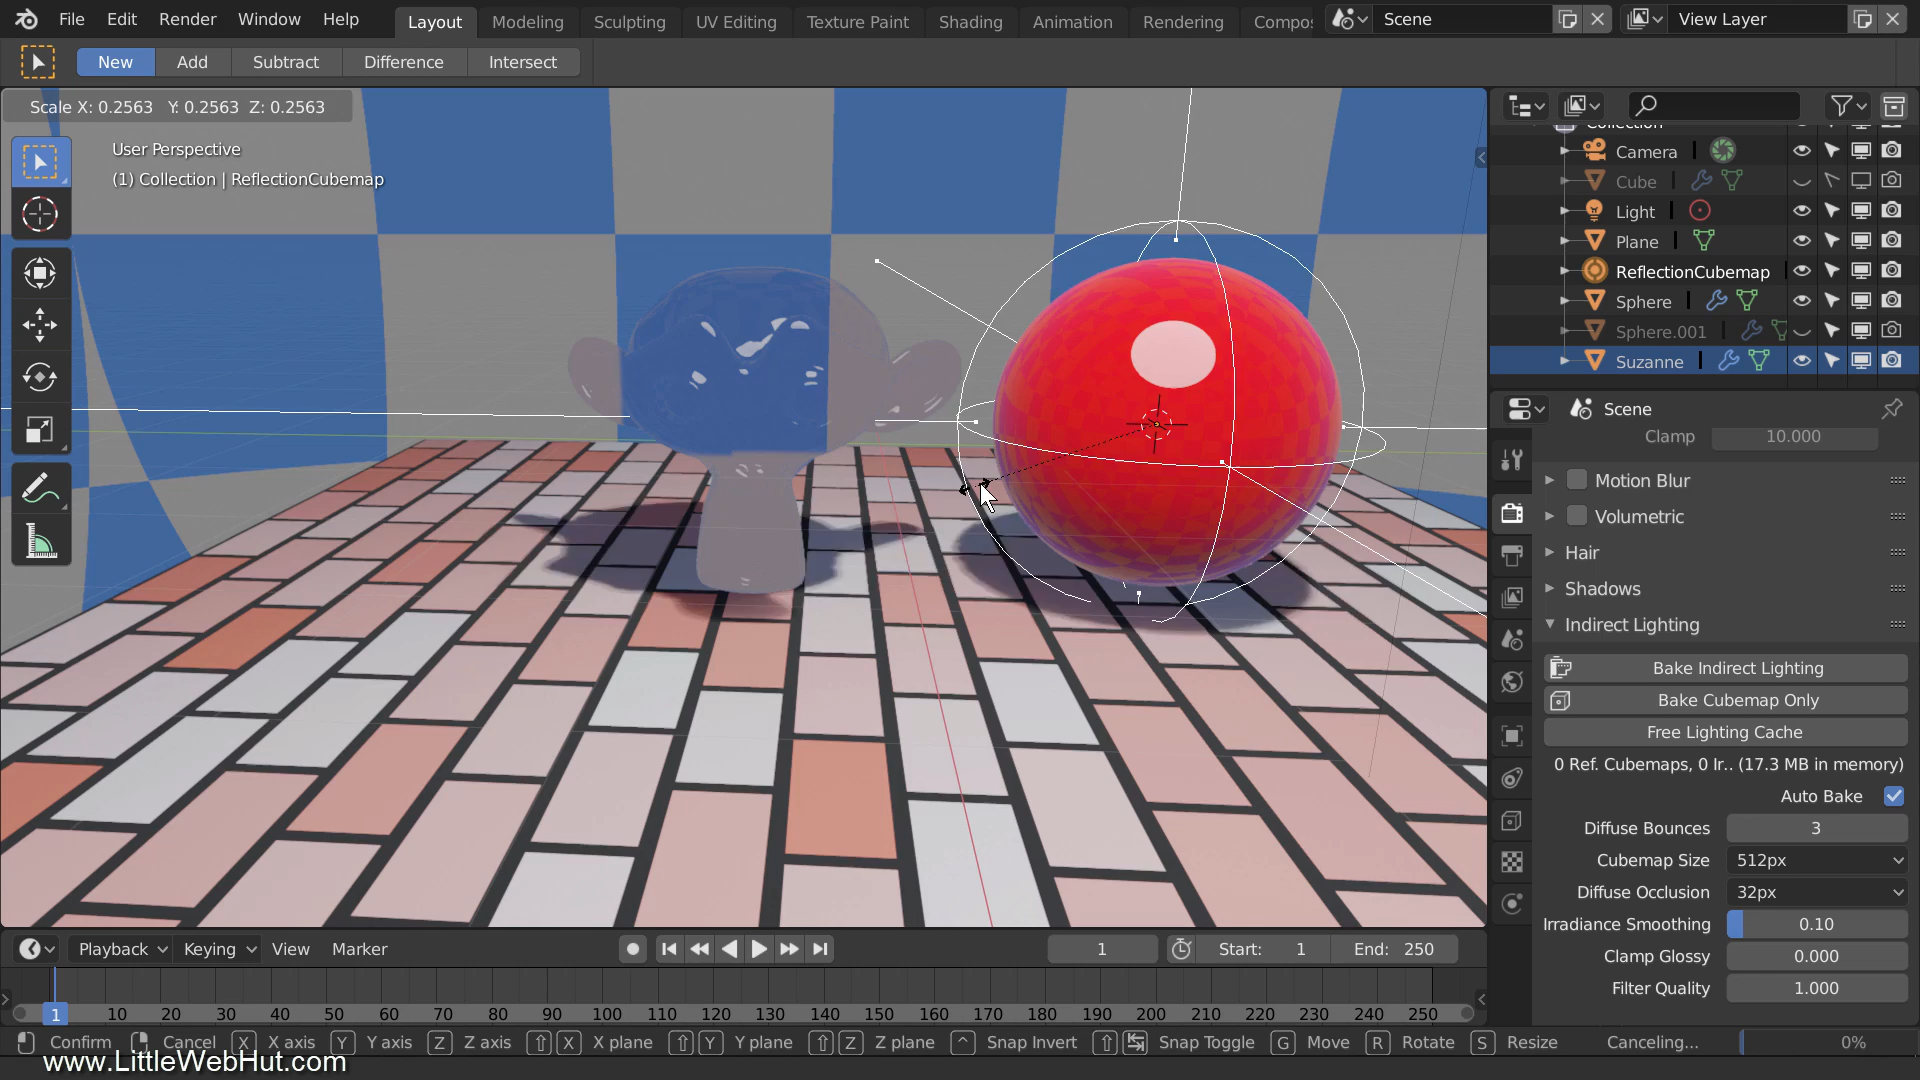 File Edit Render Window Help Layout Modeling Sculpting UV Editing Texture Paint Shading Animation Rendering Compos Scene View Layer
New Add Subtract Difference Intersect
Scale X: 0.2563 Y: 0.2563 Z: 0.2563
User Perspective
(1) Collection | ReflectionCubemap
Collection
Camera
Cube
Light
Plane
ReflectionCubemap
Sphere
Sphere.001
Suzanne
Scene
Clamp 10.000
Motion Blur
Volumetric
Hair
Shadows
Indirect Lighting
Bake Indirect Lighting
Bake Cubemap Only
Free Lighting Cache
0 Ref. Cubemaps, 0 Ir.. (17.3 MB in memory)
Auto Bake
Diffuse Bounces 3
Cubemap Size 512px
Diffuse Occlusion 32px
Irradiance Smoothing 0.10
Clamp Glossy 0.000
Filter Quality 1.000
Playback Keying View Marker 1 Start: 1 End: 250
1 10 20 30 40 50 60 70 80 90 100 110 120 130 140 150 160 170 180 190 200 210 220 230 240 250
Confirm Cancel X X axis Y Y axis Z Z axis X X plane Y Y plane Z Z plane ^ Snap Invert Snap Toggle G Move R Rotate S Resize Canceling... 0%
www.LittleWebHut.com